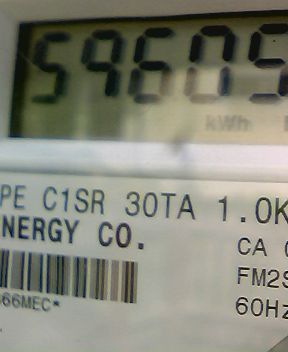 59605
kWh
PE C1SR 30TA 1.0K
NERGY CO.
CA
FM2S
66MEC*
60Hz